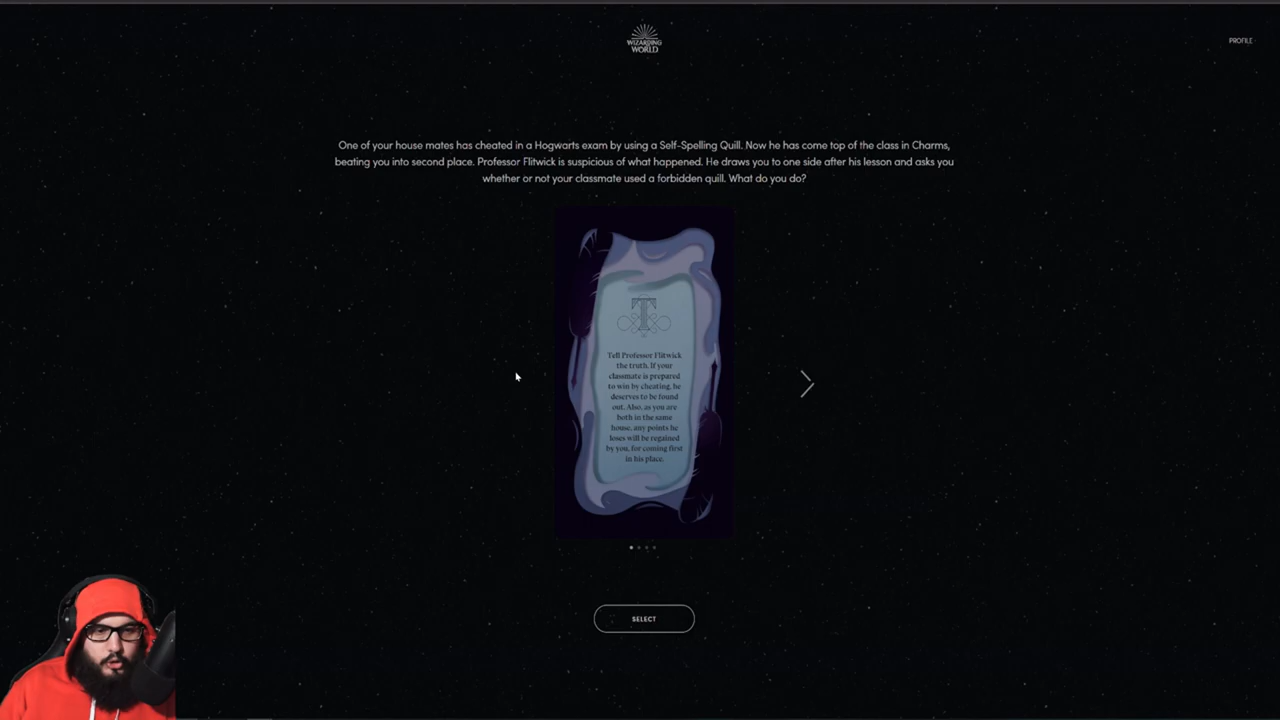 WIZARDING
WORLD
PROFILE
One of your house mates has cheated in a Hogwarts exam by using a Self-Spelling Quill. Now he has come top of the class in Charms,
beating you into second place. Professor Flitwick is suspicious of what happened. He draws you to one side after his lesson and asks you
whether or not your classmate used a forbidden quill. What do you do?
T
Tell Professor Flitwick
the truth. If your
classmate is prepared
to win by cheating, he
deserves to be found
out. Also, as you are
both in the same
house, any points he
loses will be regained
by you, for coming first
in his place.
SELECT